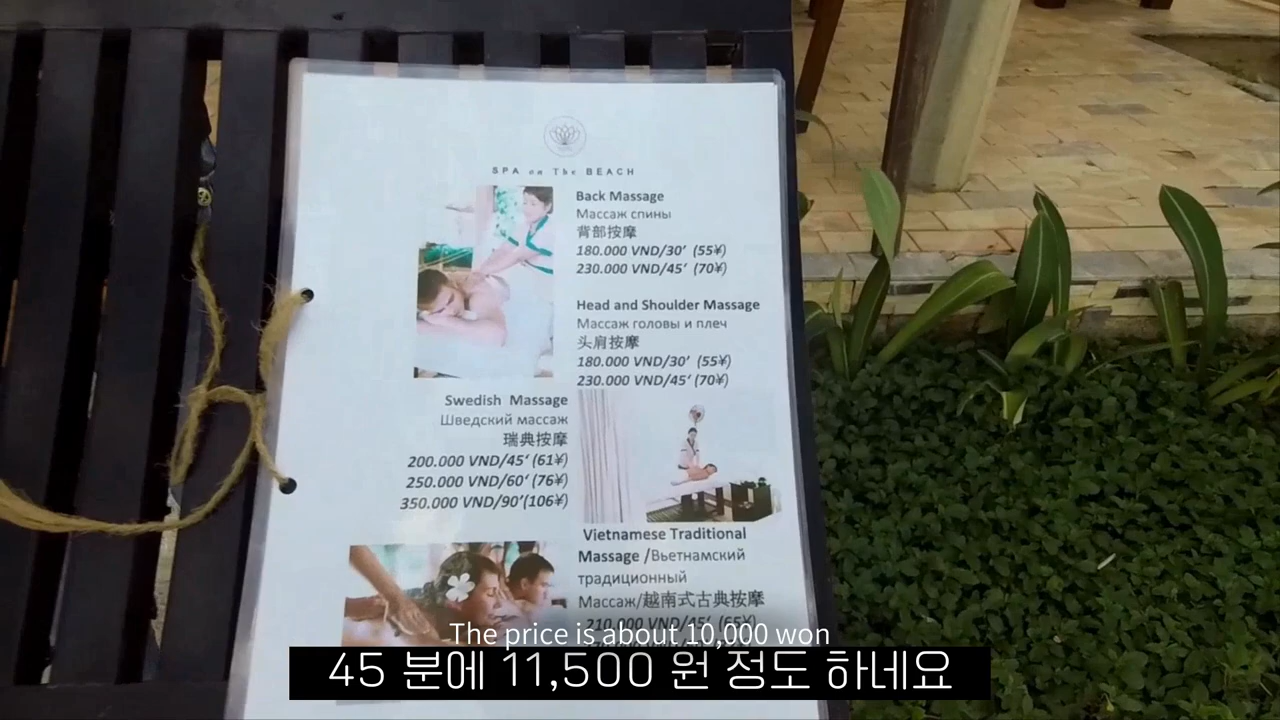 SPA on The BEACH
Back Massage
Массаж спины
背部按摩
180.000 VND/30’ (55¥)
230.000 VND/45’ (70¥)
Head and Shoulder Massage
Массаж головы и плеч
头肩按摩
180.000 VND/30’ (55¥)
230.000 VND/45‘ (70¥)
Swedish Massage
Шведский массаж
瑞典按摩
200.000 VND/45‘ (61¥)
250.000 VND/60‘ (76¥)
350.000 VND/90’(106¥)
Vietnamese Traditional
Massage /Вьетнамский
традиционный
Массаж/越南式古典按摩
210.000 VND/45‘ (65¥)
The price is about 10,000 won
45 분에 11,500 원 정도 하네요